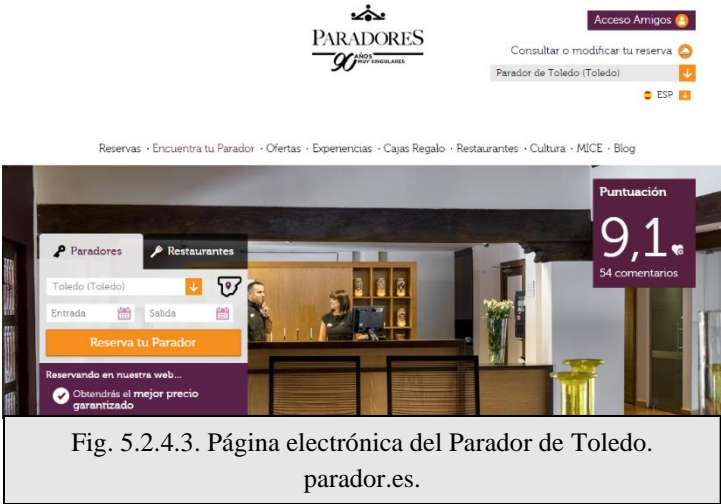 PARADORES
90 AÑOS
MUY SINGULARES
Acceso Amigos
Consultar o modificar tu reserva
Parador de Toledo (Toledo)
ESP
Reservas · Encuentra tu Parador · Ofertas · Experiencias · Cajas Regalo · Restaurantes · Cultura · MICE · Blog
Puntuación
9,1
54 comentarios
Paradores
Restaurantes
Toledo (Toledo)
Entrada
Salida
Reserva tu Parador
Reservando en nuestra web...
Obtendrás el mejor precio
garantizado
Fig. 5.2.4.3. Página electrónica del Parador de Toledo.
parador.es.